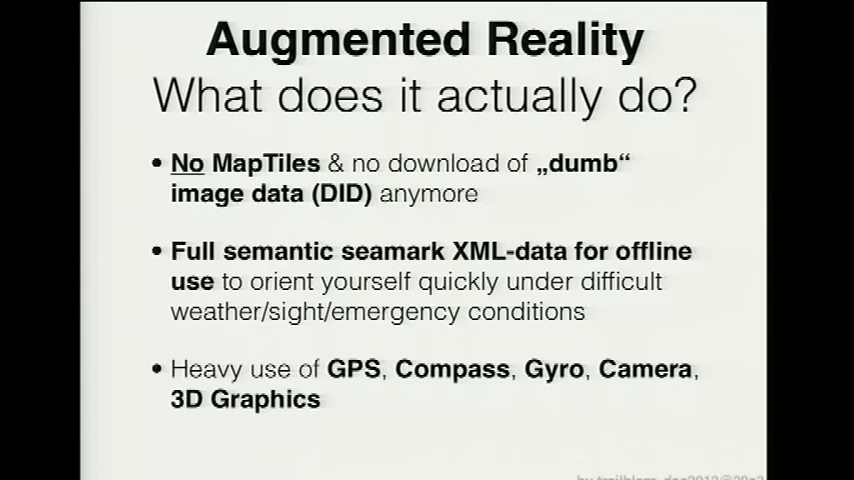 Augmented Reality
What does it actually do?
• No MapTiles & no download of „dumb“
image data (DID) anymore
• Full semantic seamark XML-data for offline
use to orient yourself quickly under difficult
weather/sight/emergency conditions
• Heavy use of GPS, Compass, Gyro, Camera,
3D Graphics